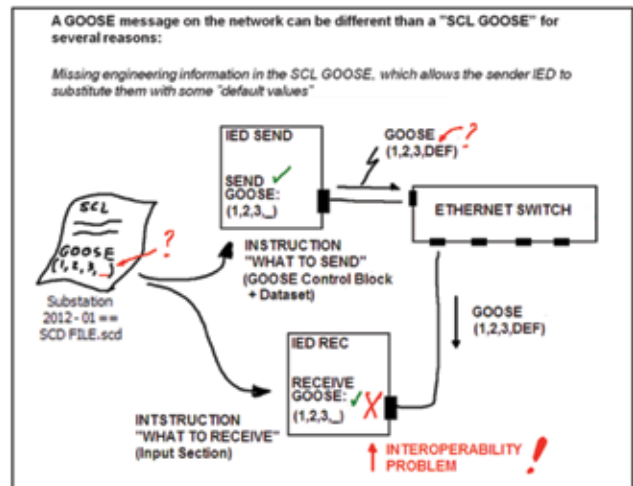 A GOOSE message on the network can be different than a "SCL GOOSE" for
several reasons:
Missing engineering information in the SCL GOOSE, which allows the sender IED to
substitute them with some "default values"
IED SEND
SEND ✓
GOOSE:
(1,2,3,_)
GOOSE ?
(1,2,3,DEF)
ETHERNET SWITCH
SCL
GOOSE ?
(1,2,3,_)
Substation
2012-01 ==
SCD FILE.scd
INSTRUCTION
"WHAT TO SEND"
(GOOSE Control Block
+ Dataset)
GOOSE
(1,2,3,DEF)
IED REC
RECEIVE
GOOSE: ✓ X
(1,2,3,_)
INTSTRUCTION
"WHAT TO RECEIVE"
(Input Section)
INTEROPERABILITY
PROBLEM !